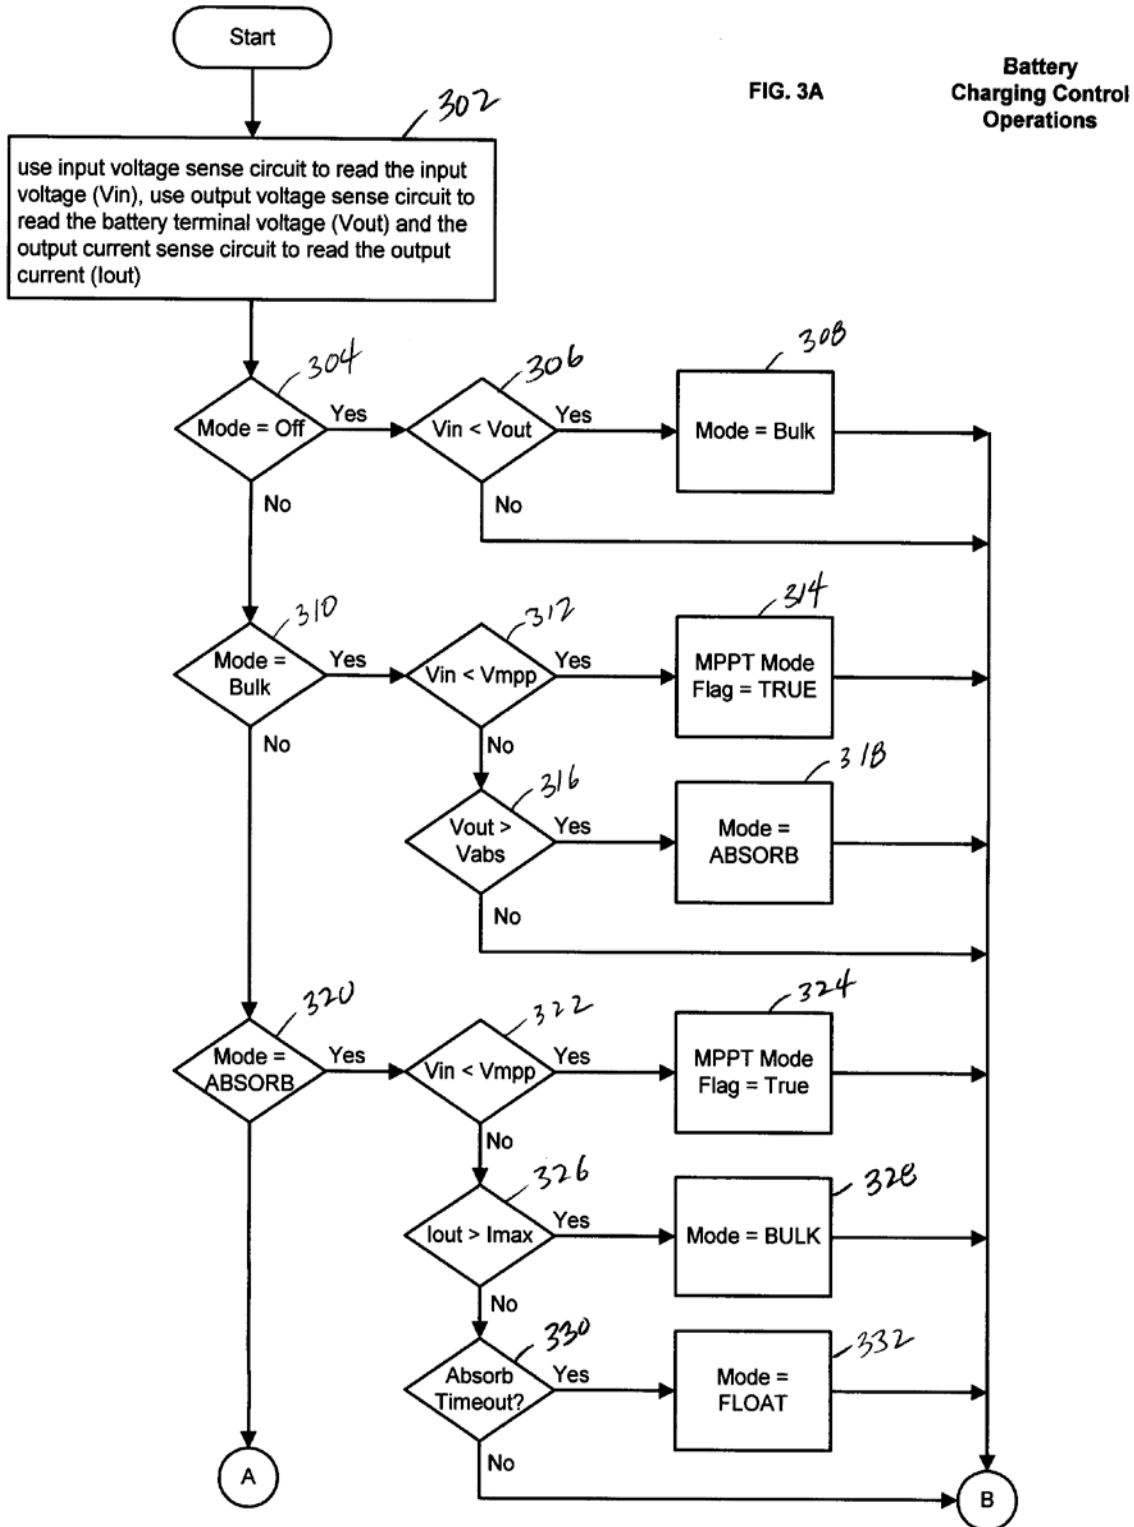 Start
FIG. 3A
Battery
Charging Control
Operations
302
use input voltage sense circuit to read the input
voltage (Vin), use output voltage sense circuit to
read the battery terminal voltage (Vout) and the
output current sense circuit to read the output
current (Iout)
304
Mode = Off
Yes
No
306
Vin < Vout
Yes
No
308
Mode = Bulk
310
Mode =
Bulk
Yes
No
312
Vin < Vmpp
Yes
No
314
MPPT Mode
Flag = TRUE
316
Vout >
Vabs
Yes
No
318
Mode =
ABSORB
320
Mode =
ABSORB
Yes
322
Vin < Vmpp
Yes
No
324
MPPT Mode
Flag = True
326
Iout > Imax
Yes
No
328
Mode = BULK
330
Absorb
Timeout?
Yes
No
332
Mode =
FLOAT
A
B